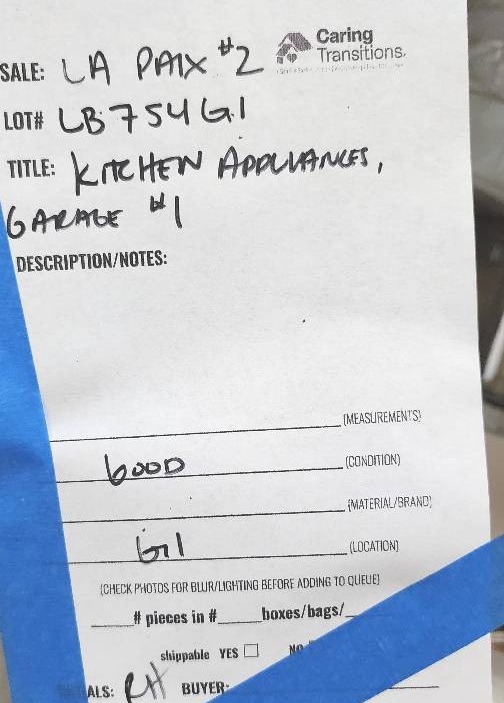 Caring
Transitions.
SALE: LA PAIX #2
LOT# LB754G1
TITLE: KITCHEN APPLIANCES,
GARAGE #1
DESCRIPTION/NOTES:
(MEASUREMENTS)
GOOD (CONDITION)
(MATERIAL/BRAND)
G1 (LOCATION)
(CHECK PHOTOS FOR BLUR/LIGHTING BEFORE ADDING TO QUEUE)
# pieces in # boxes/bags/
shippable YES NO
ALS: RH BUYER: